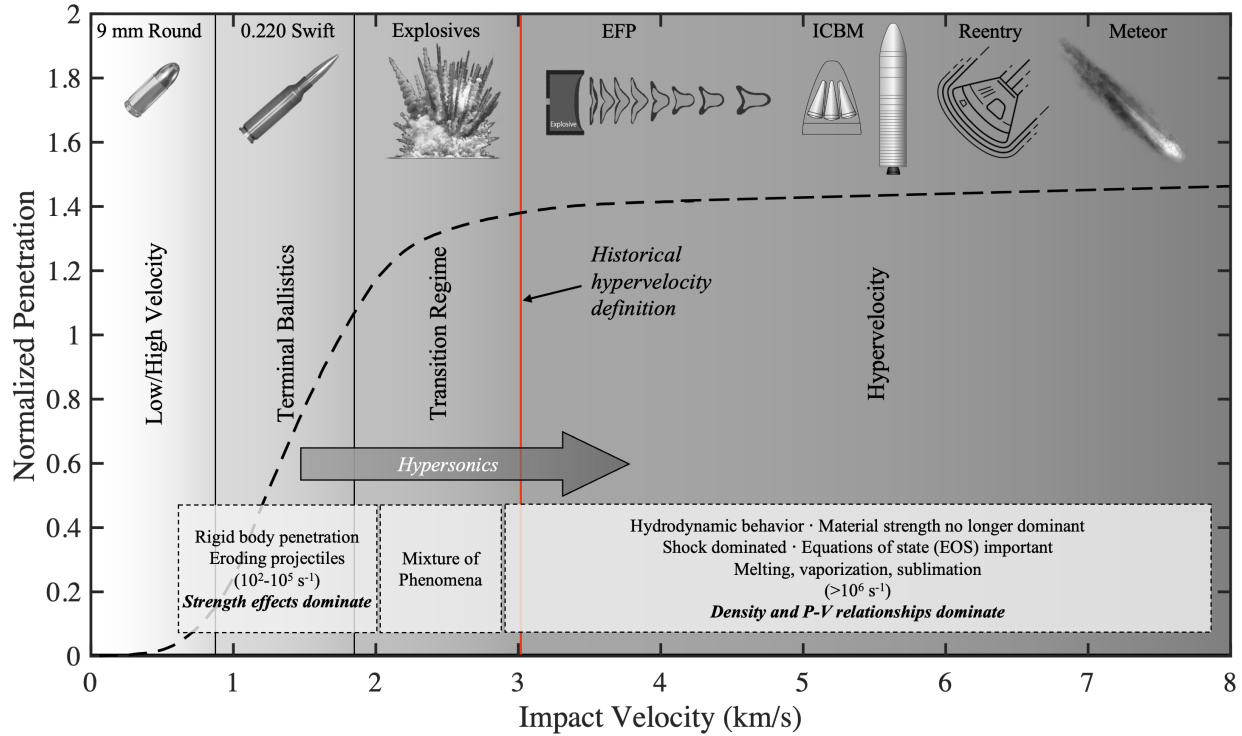 9 mm Round
0.220 Swift
Explosives
EFP
ICBM
Reentry
Meteor
Explosive
2
1.8
1.6
1.4
1.2
1
0.8
0.6
0.4
0.2
0
Normalized Penetration
Low/High Velocity
Terminal Ballistics
Transition Regime
Historical
hypervelocity
definition
Hypervelocity
Hypersonics
Rigid body penetration
Eroding projectiles
(10²-10⁵ s⁻¹)
Strength effects dominate
Mixture of
Phenomena
Hydrodynamic behavior · Material strength no longer dominant
Shock dominated · Equations of state (EOS) important
Melting, vaporization, sublimation
(>10⁶ s⁻¹)
Density and P-V relationships dominate
0 1 2 3 4 5 6 7 8
Impact Velocity (km/s)